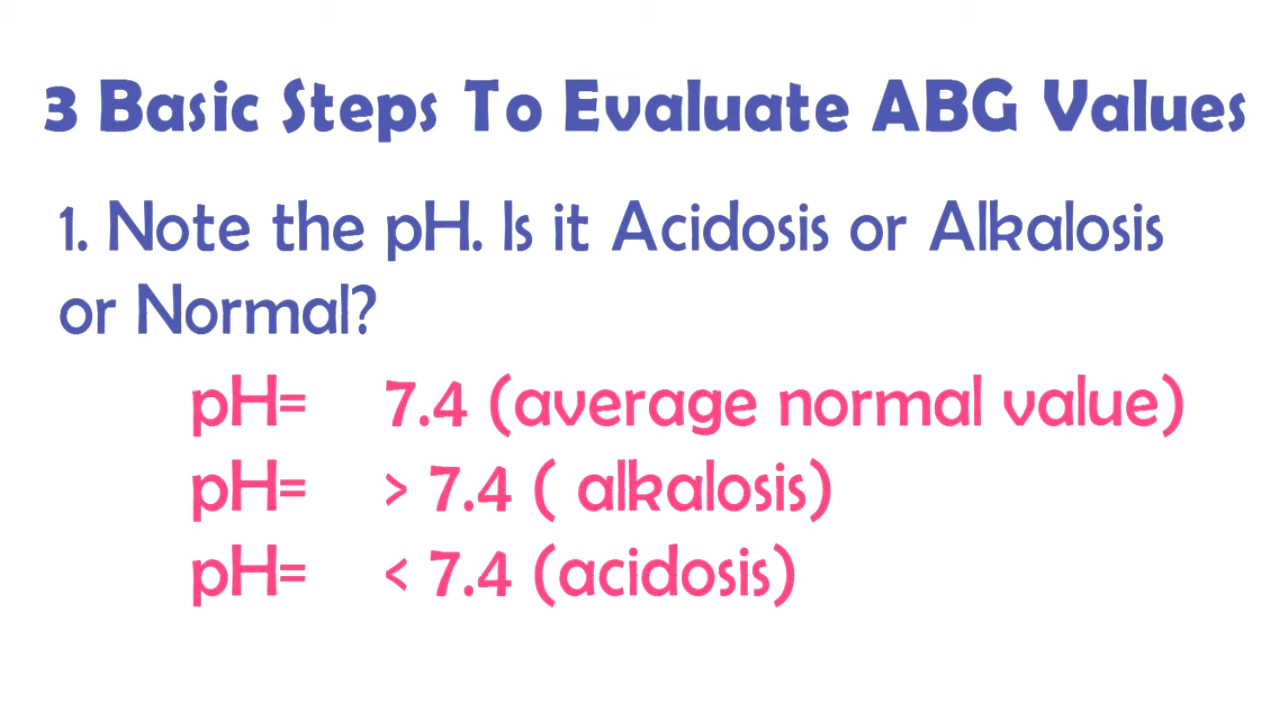 3 Basic Steps To Evaluate ABG Values
1. Note the pH. Is it Acidosis or Alkalosis
or Normal?
pH= 7.4 (average normal value)
pH= > 7.4 ( alkalosis)
pH= < 7.4 (acidosis)